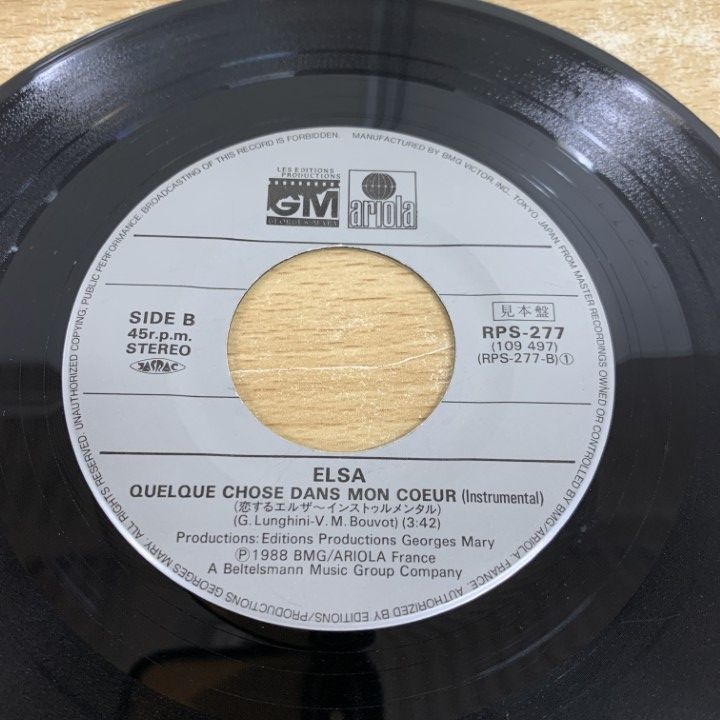 LES EDITIONS
PRODUCTIONS
GM
GEORGES MARY
ariola
SIDE B
45r.p.m.
STEREO
JASRAC
見本盤
RPS-277
(109 497)
(RPS-277-B)①
ELSA
QUELQUE CHOSE DANS MON COEUR (Instrumental)
(恋するエルザ〜インストゥルメンタル)
(G. Lunghini-V. M. Bouvot) (3:42)
Productions: Editions Productions Georges Mary
Ⓟ1988 BMG/ARIOLA France
A Beltelsmann Music Group Company
MANUFACTURED BY BMG VICTOR, INC. TOKYO, JAPAN FROM MASTER RECORDINGS OWNED OR CONTROLLED BY BMG/ARIOLA, FRANCE. AUTHORIZED BY EDITIONS/PRODUCTIONS GEORGES MARY. ALL RIGHTS RESERVED. UNAUTHORIZED COPYING, PUBLIC PERFORMANCE, BROADCASTING OF THIS RECORD IS FORBIDDEN.